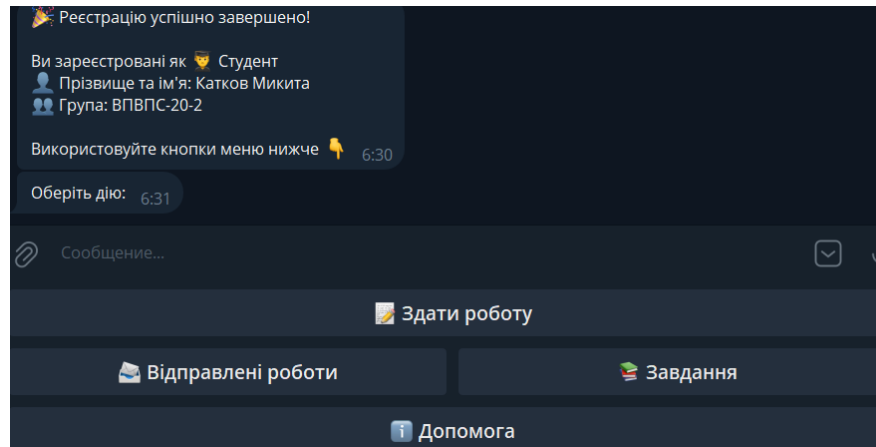 🎉 Реєстрацію успішно завершено!
Ви зареєстровані як 👨‍🎓 Студент
👤 Прізвище та ім'я: Катков Микита
👥 Група: ВПВПС-20-2
Використовуйте кнопки меню нижче 👇 6:30
Оберіть дію: 6:31
Сообщение...
📝 Здати роботу
📨 Відправлені роботи
📚 Завдання
ℹ️ Допомога